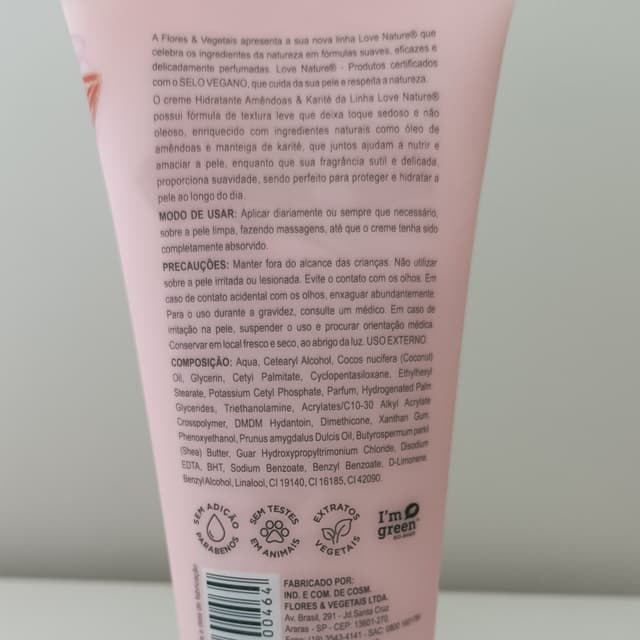 A Flores & Vegetais apresenta a sua nova linha Love Nature® que
celebra os ingredientes da natureza em fórmulas suaves, eficazes e
delicadamente perfumadas. Love Nature® - Produtos certificados
com o SELO VEGANO, que cuida da sua pele e respeita a natureza.
O creme Hidratante Amêndoas & Karité da Linha Love Nature®
possui fórmula de textura leve que deixa toque sedoso e não
oleoso, enriquecido com ingredientes naturais como óleo de
amêndoas e manteiga de karité, que juntos ajudam a nutrir e
amaciar a pele, enquanto que sua fragrância sutil e delicada,
proporciona suavidade, sendo perfeito para proteger e hidratar a
pele ao longo do dia.
MODO DE USAR: Aplicar diariamente ou sempre que necessário,
sobre a pele limpa, fazendo massagens, até que o creme tenha sido
completamente absorvido.
PRECAUÇÕES: Manter fora do alcance das crianças. Não utilizar
sobre a pele irritada ou lesionada. Evite o contato com os olhos. Em
caso de contato acidental com os olhos, enxaguar abundantemente.
Para o uso durante a gravidez, consulte um médico. Em caso de
irritação na pele, suspender o uso e procurar orientação médica.
Conservar em local fresco e seco, ao abrigo da luz. USO EXTERNO.
COMPOSIÇÃO: Aqua, Cetearyl Alcohol, Cocos nucifera (Coconut)
Oil, Glycerin, Cetyl Palmitate, Cyclopentasiloxane, Ethylhexyl
Stearate, Potassium Cetyl Phosphate, Parfum, Hydrogenated Palm
Glycerides, Triethanolamine, Acrylates/C10-30 Alkyl Acrylate
Crosspolymer, DMDM Hydantoin, Dimethicone, Xanthan Gum,
Phenoxyethanol, Prunus amygdalus Dulcis Oil, Butyrospermum parkii
(Shea) Butter, Guar Hydroxypropyltrimonium Chloride, Disodium
EDTA, BHT, Sodium Benzoate, Benzyl Benzoate, D-Limonene,
Benzyl Alcohol, Linalool, CI 19140, CI 16185, CI 42090.
SEM ADIÇÃO PARABENOS
SEM TESTES EM ANIMAIS
EXTRATOS VEGETAIS
I'm
green™
00464
FABRICADO POR:
IND. E COM. DE COSM.
FLORES & VEGETAIS LTDA.
Av. Brasil, 291 - Jd.Santa Cruz
Araras - SP - CEP: 13601-270.
3543-4141 - SAC: 0800